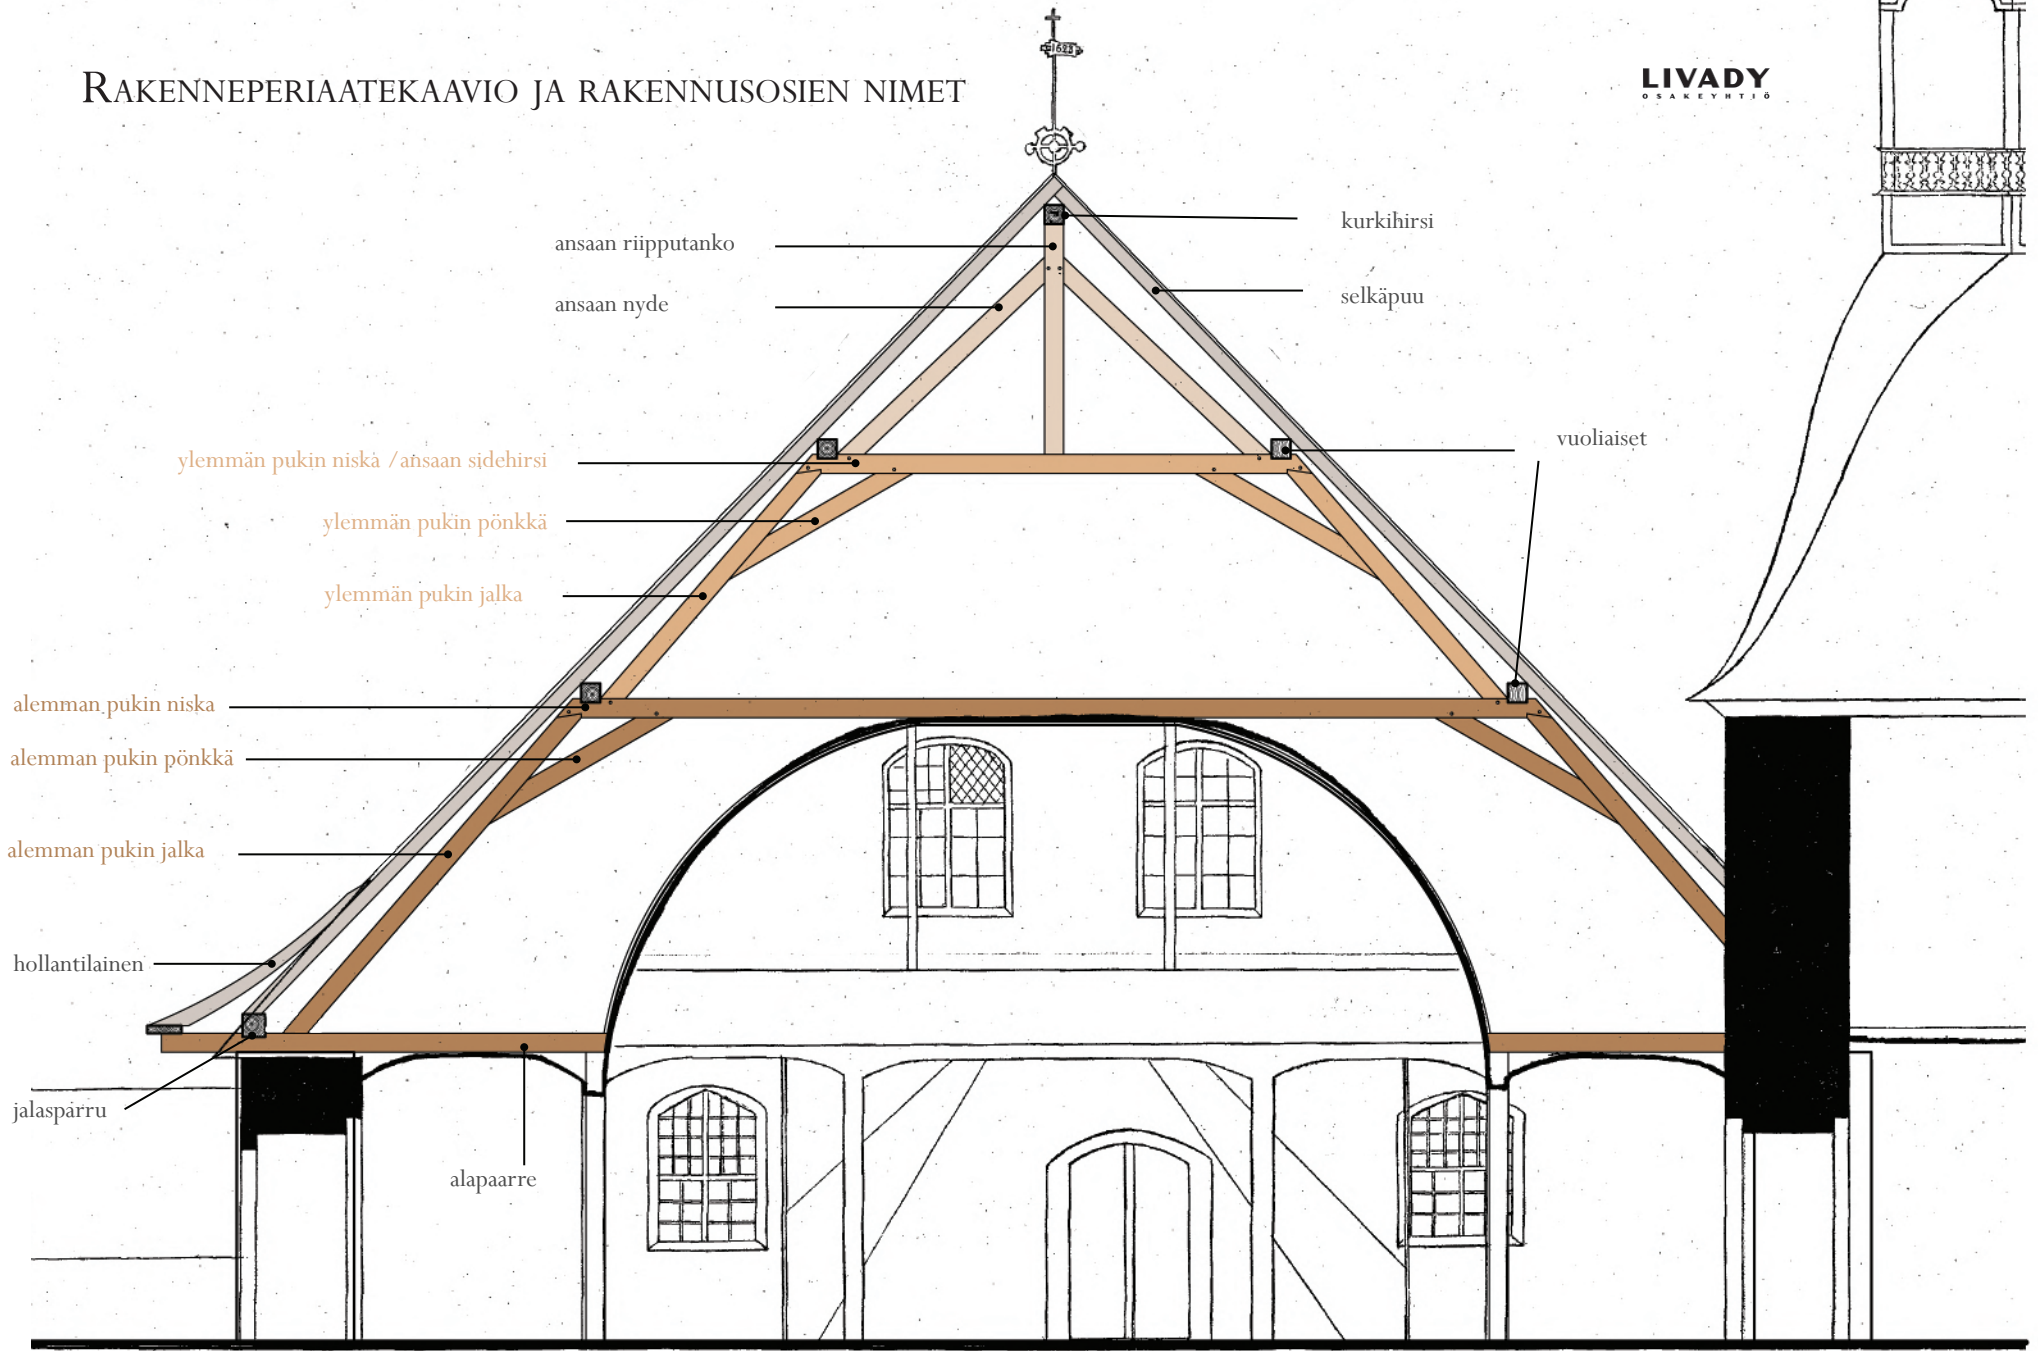 RAKENNEPERIAATEKAAVIO JA RAKENNUSOSIEN NIMET
LIVADY
OSAKEYHTIÖ
1623
kurkihirsi
ansaan riipputanko
selkäpuu
ansaan nyde
vuoliaiset
ylemmän pukin niska /ansaan sidehirsi
ylemmän pukin pönkkä
ylemmän pukin jalka
alemman pukin niska
alemman pukin pönkkä
alemman pukin jalka
hollantilainen
jalasparru
alapaarre